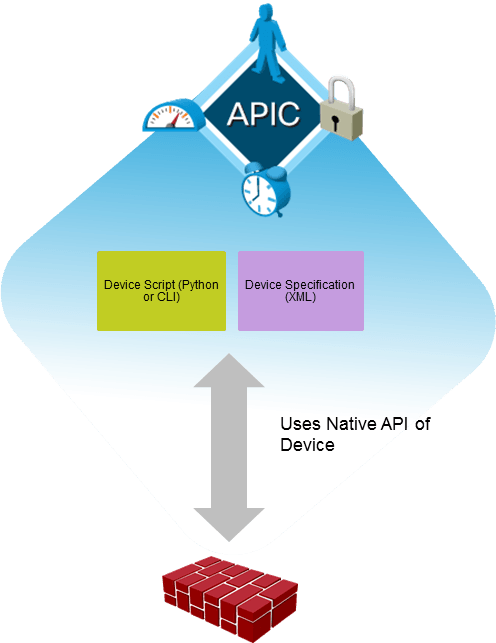 APIC
Device Script (Python
or CLI)
Device Specification
(XML)
Uses Native API of
Device